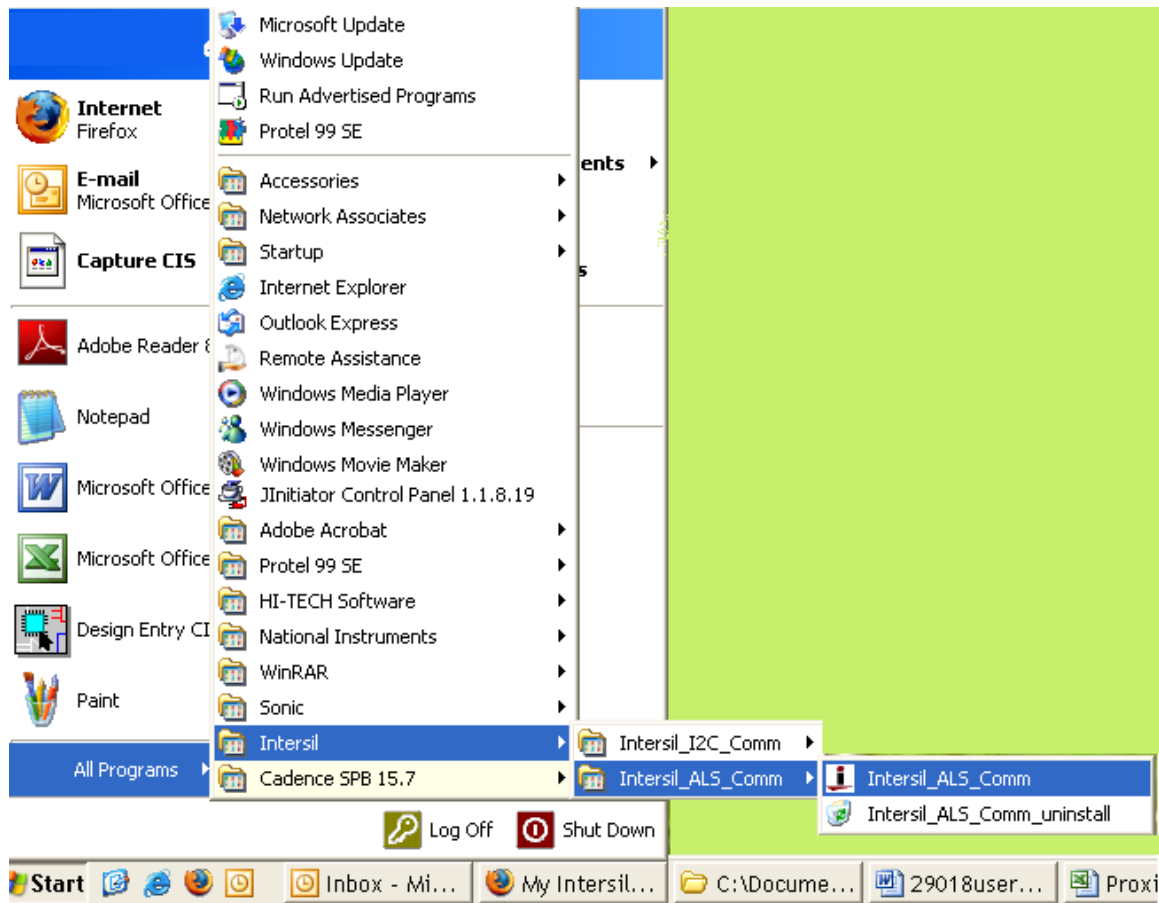 Internet
Firefox
E-mail
Microsoft Office
Capture CIS
Adobe Reader 8
Notepad
Microsoft Office
Microsoft Office
Design Entry CI
Paint
All Programs
Microsoft Update
Windows Update
Run Advertised Programs
Protel 99 SE
Accessories
Network Associates
Startup
Internet Explorer
Outlook Express
Remote Assistance
Windows Media Player
Windows Messenger
Windows Movie Maker
JInitiator Control Panel 1.1.8.19
Adobe Acrobat
Protel 99 SE
HI-TECH Software
National Instruments
WinRAR
Sonic
Intersil
Cadence SPB 15.7
ents
s
Intersil_I2C_Comm
Intersil_ALS_Comm
Intersil_ALS_Comm
Intersil_ALS_Comm_uninstall
Log Off
Shut Down
Start
Inbox - Mi...
My Intersil...
C:\Docume...
29018user...
Proxi